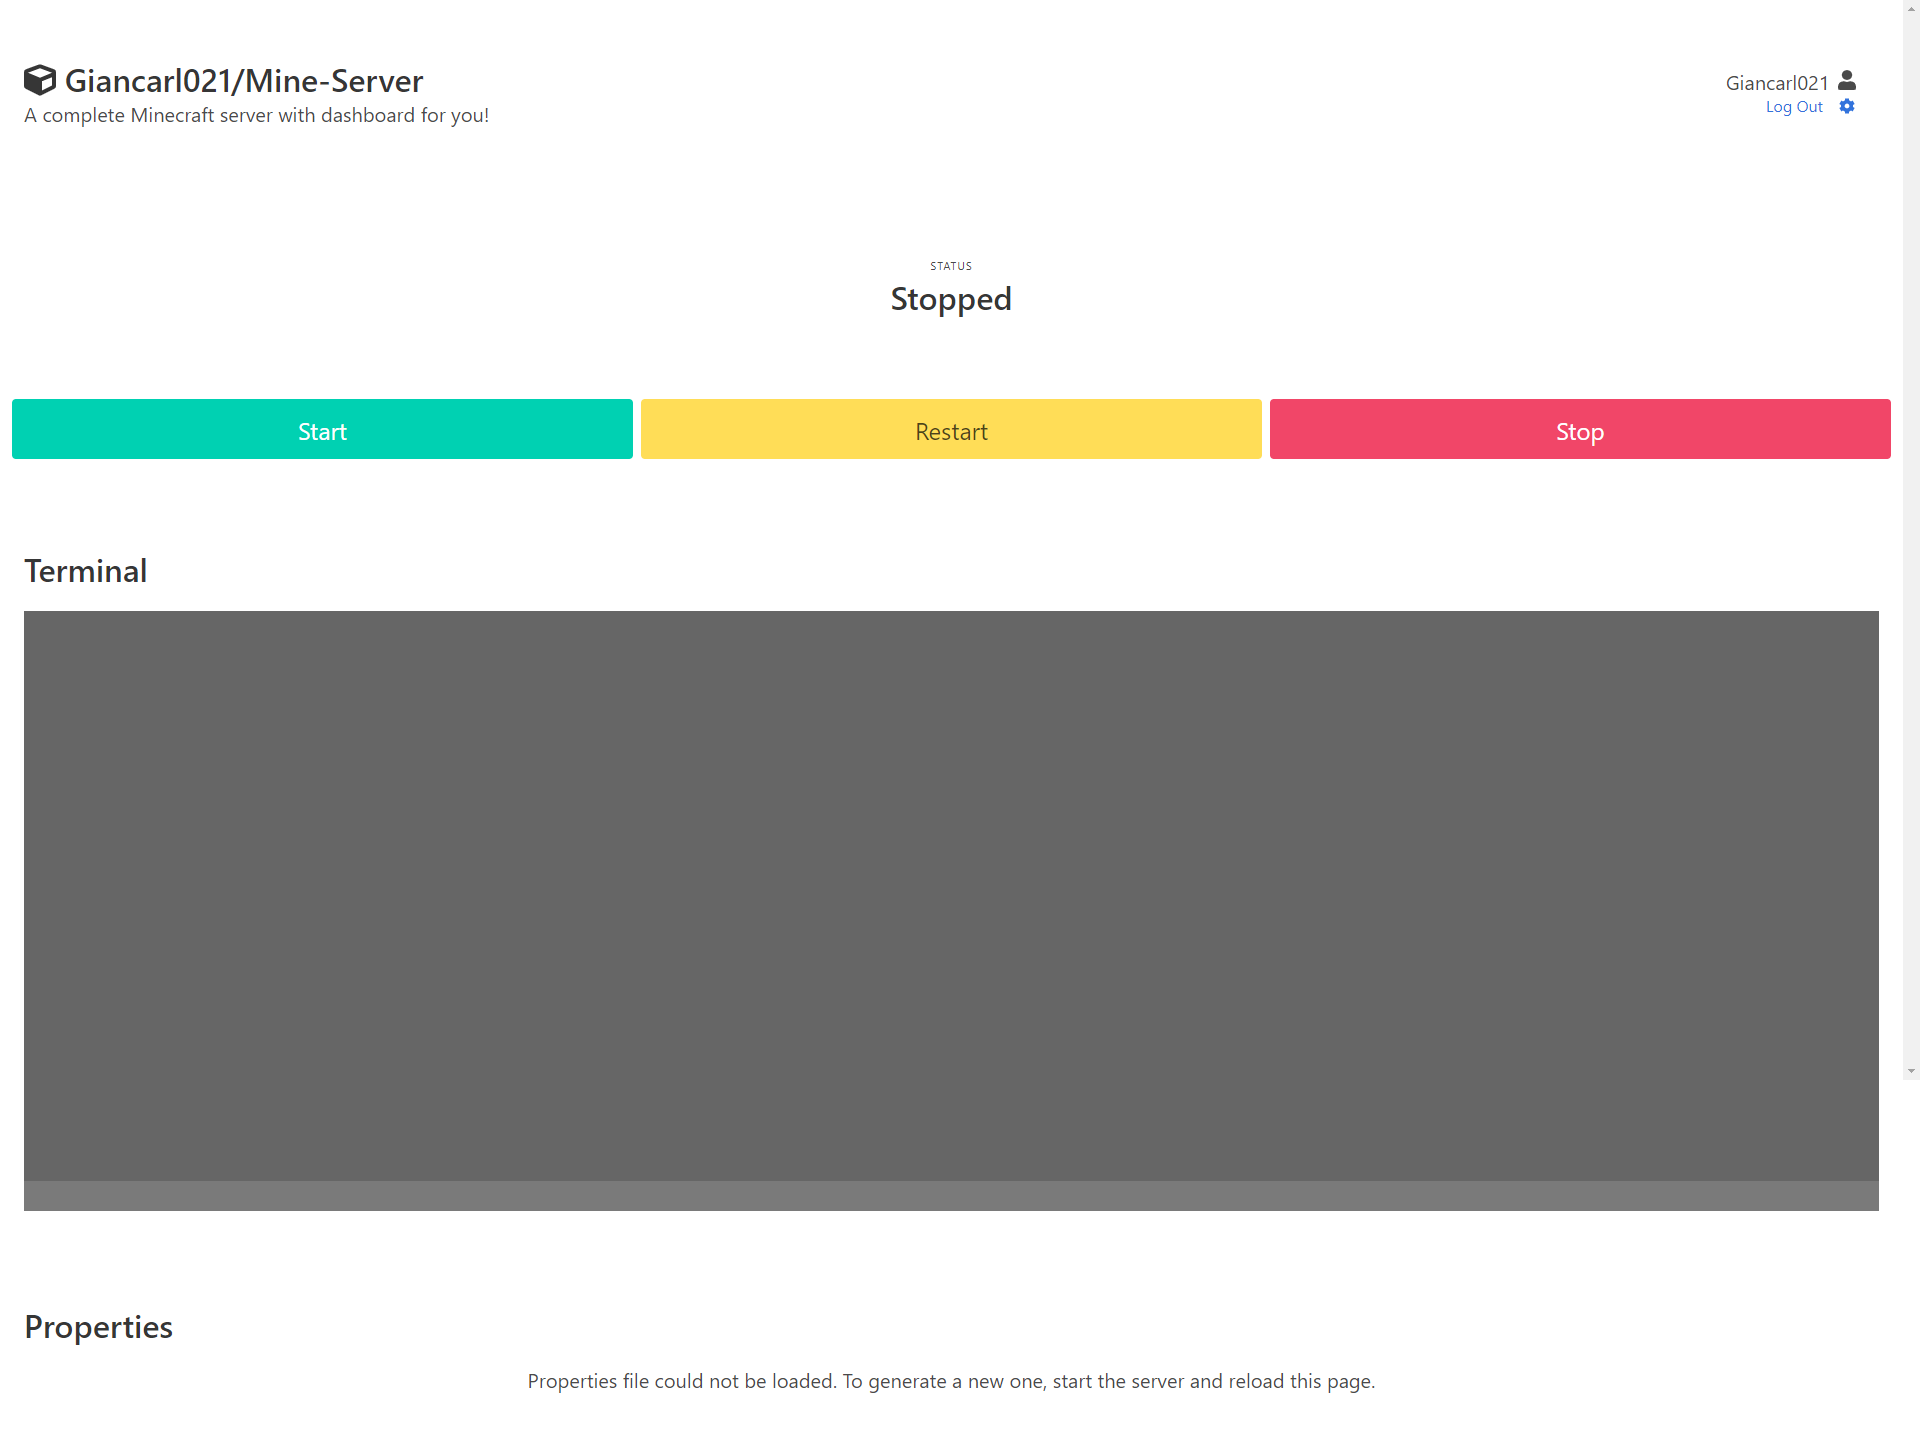 Giancarl021/Mine-Server
A complete Minecraft server with dashboard for you!
Giancarl021
Log Out
STATUS
Stopped
Start
Restart
Stop
Terminal
Properties
Properties file could not be loaded. To generate a new one, start the server and reload this page.